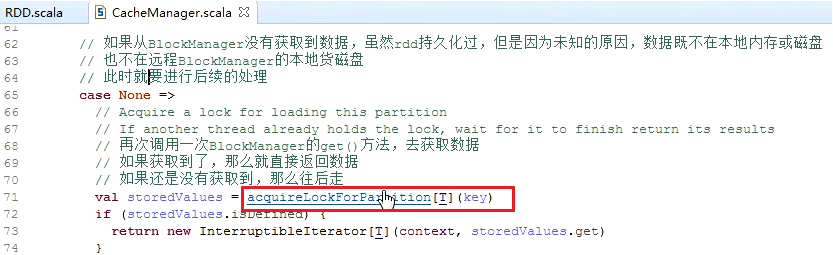 RDD.scala
CacheManager.scala
61
62 // 如果从BlockManager没有获取到数据，虽然rdd持久化过，但是因为未知的原因，数据既不在本地内存或磁盘
63 // 也不在远程BlockManager的本地货磁盘
64 // 此时就要进行后续的处理
65 case None =>
66 // Acquire a lock for loading this partition
67 // If another thread already holds the lock, wait for it to finish return its results
68 // 再次调用一次BlockManager的get()方法，去获取数据
69 // 如果获取到了，那么就直接返回数据
70 // 如果还是没有获取到，那么往后走
71 val storedValues = acquireLockForPartition[T](key)
72 if (storedValues.isDefined) {
73 return new InterruptibleIterator[T](context, storedValues.get)
74 }